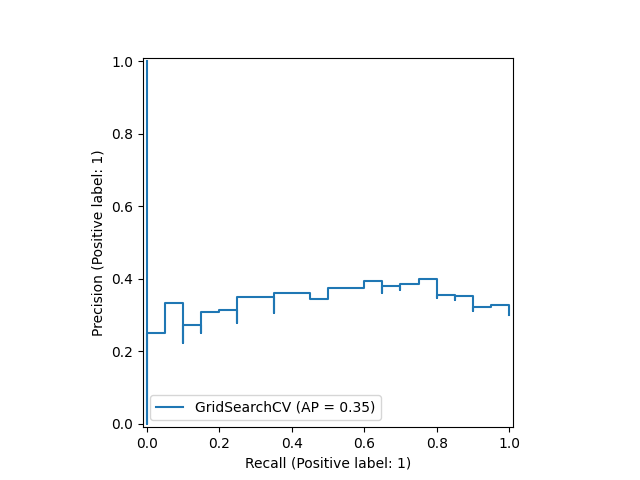 1.0
0.8
0.6
0.4
0.2
0.0
Precision (Positive label: 1)
GridSearchCV (AP = 0.35)
0.0 0.2 0.4 0.6 0.8 1.0
Recall (Positive label: 1)